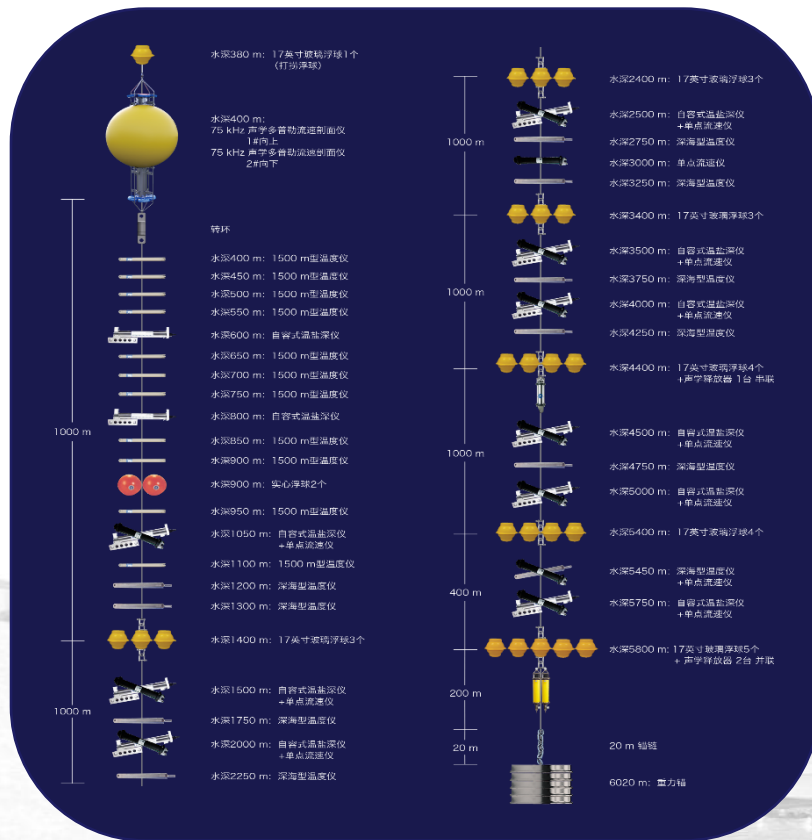 水深380 m：17英寸玻璃浮球1个
（打捞浮球）
水深400 m：
75 kHz 声学多普勒流速剖面仪
1#向上
75 kHz 声学多普勒流速剖面仪
2#向下
转环
水深400 m：1500 m型温度仪
水深450 m：1500 m型温度仪
水深500 m：1500 m型温度仪
水深550 m：1500 m型温度仪
水深600 m：自容式温盐深仪
水深650 m：1500 m型温度仪
水深700 m：1500 m型温度仪
水深750 m：1500 m型温度仪
水深800 m：自容式温盐深仪
1000 m
水深850 m：1500 m型温度仪
水深900 m：1500 m型温度仪
水深900 m：实心浮球2个
水深950 m：1500 m型温度仪
水深1050 m：自容式温盐深仪
+单点流速仪
水深1100 m：1500 m型温度仪
水深1200 m：深海型温度仪
水深1300 m：深海型温度仪
水深1400 m：17英寸玻璃浮球3个
水深1500 m：自容式温盐深仪
+单点流速仪
1000 m
水深1750 m：深海型温度仪
水深2000 m：自容式温盐深仪
+单点流速仪
水深2250 m：深海型温度仪
水深2400 m：17英寸玻璃浮球3个
水深2500 m：自容式温盐深仪
+单点流速仪
1000 m
水深2750 m：深海型温度仪
水深3000 m：单点流速仪
水深3250 m：深海型温度仪
水深3400 m：17英寸玻璃浮球3个
水深3500 m：自容式温盐深仪
+单点流速仪
水深3750 m：深海型温度仪
1000 m
水深4000 m：自容式温盐深仪
+单点流速仪
水深4250 m：深海型温度仪
水深4400 m：17英寸玻璃浮球4个
+声学释放器 1台 串联
水深4500 m：自容式温盐深仪
+单点流速仪
1000 m
水深4750 m：深海型温度仪
水深5000 m：自容式温盐深仪
+单点流速仪
水深5400 m：17英寸玻璃浮球4个
水深5450 m：深海型温度仪
+单点流速仪
400 m
水深5750 m：自容式温盐深仪
+单点流速仪
水深5800 m：17英寸玻璃浮球5个
+ 声学释放器 2台 并联
200 m
20 m
20 m 锚链
6020 m：重力锚